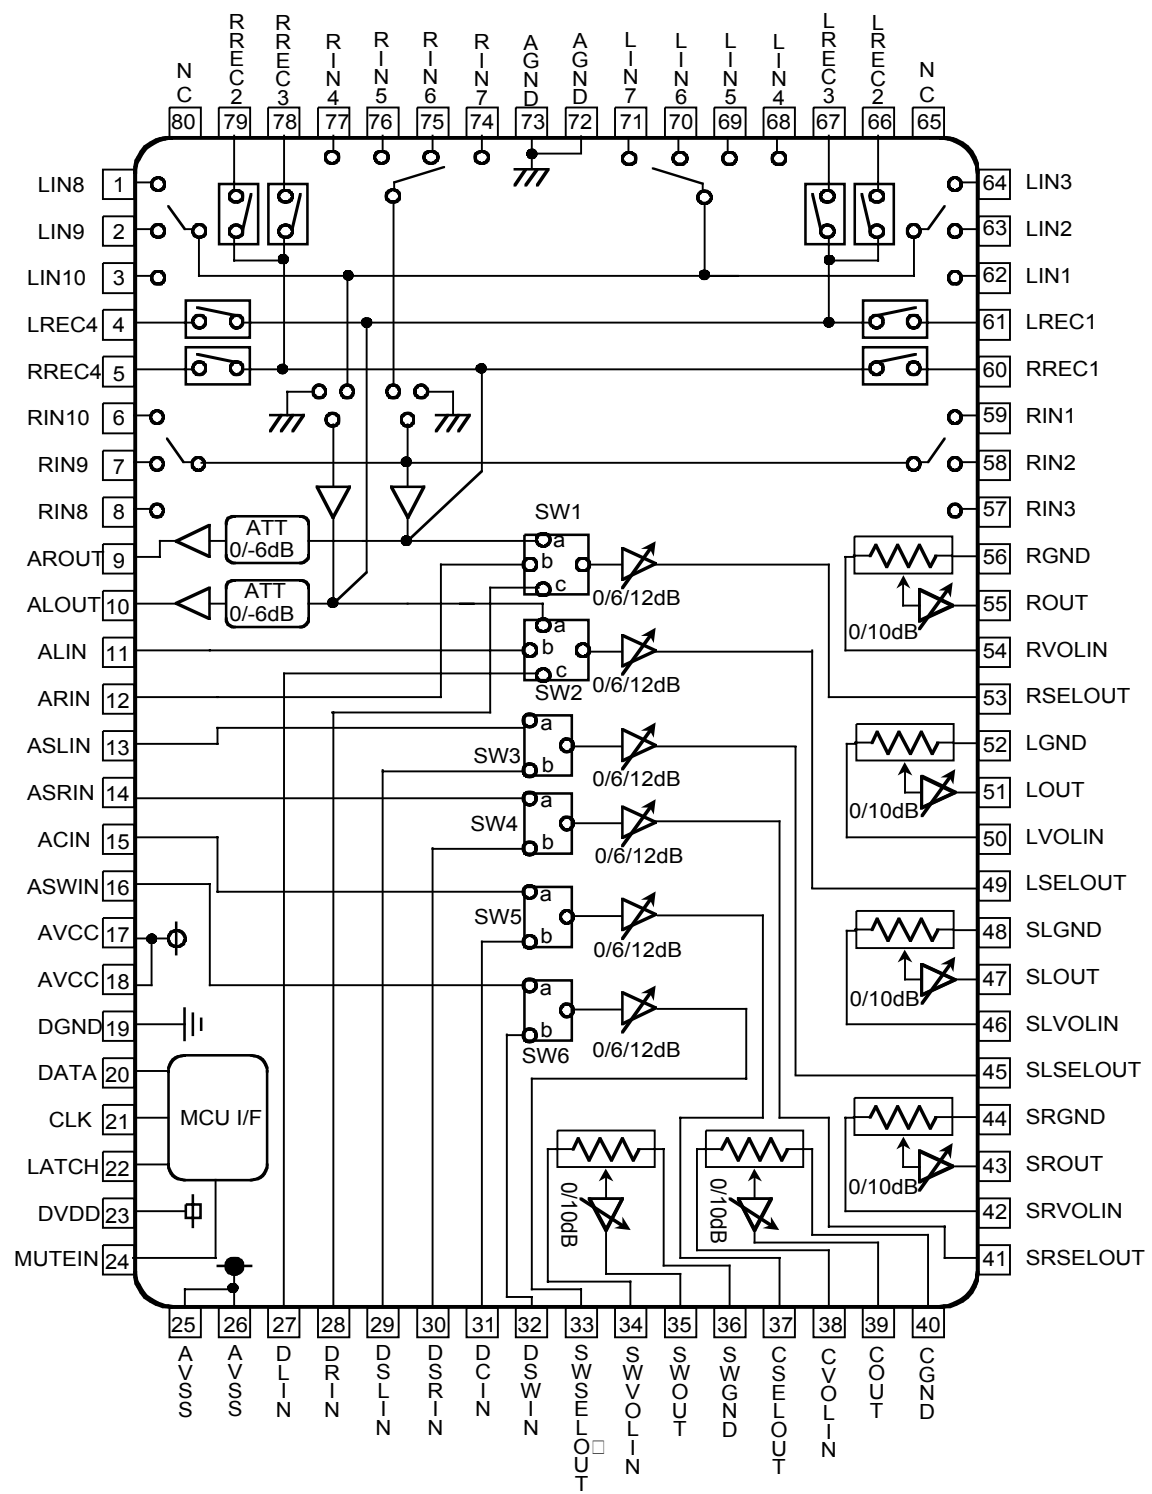 RREC2
RREC3
RIN4
RIN5
RIN6
RIN7
AGND
AGND
LIN7
LIN6
LIN5
LIN4
LREC3
LREC2
NC
NC
80 79 78 77 76 75 74 73 72 71 70 69 68 67 66 65
LIN8 1
LIN9 2
LIN10 3
LREC4 4
RREC4 5
RIN10 6
RIN9 7
RIN8 8
AROUT 9
ALOUT 10
ALIN 11
ARIN 12
ASLIN 13
ASRIN 14
ACIN 15
ASWIN 16
AVCC 17
AVCC 18
DGND 19
DATA 20
CLK 21
LATCH 22
DVDD 23
MUTEIN 24
ATT
0/-6dB
ATT
0/-6dB
MCU I/F
SW1
a
b
c
0/6/12dB
a
b
c
SW2
0/6/12dB
a
SW3
b
0/6/12dB
a
SW4
b
0/6/12dB
a
SW5
b
0/6/12dB
a
b
SW6
0/6/12dB
0/10dB
0/10dB
0/10dB
0/10dB
0/10dB
0/10dB
64 LIN3
63 LIN2
62 LIN1
61 LREC1
60 RREC1
59 RIN1
58 RIN2
57 RIN3
56 RGND
55 ROUT
54 RVOLIN
53 RSELOUT
52 LGND
51 LOUT
50 LVOLIN
49 LSELOUT
48 SLGND
47 SLOUT
46 SLVOLIN
45 SLSELOUT
44 SRGND
43 SROUT
42 SRVOLIN
41 SRSELOUT
25 26 27 28 29 30 31 32 33 34 35 36 37 38 39 40
AVSS
AVSS
DLIN
DRIN
DSLIN
DSRIN
DCIN
DSWIN
SWSELOUT
SWVOLIN
SWOUT
SWGND
CSELOUT
CVOLIN
COUT
CGND